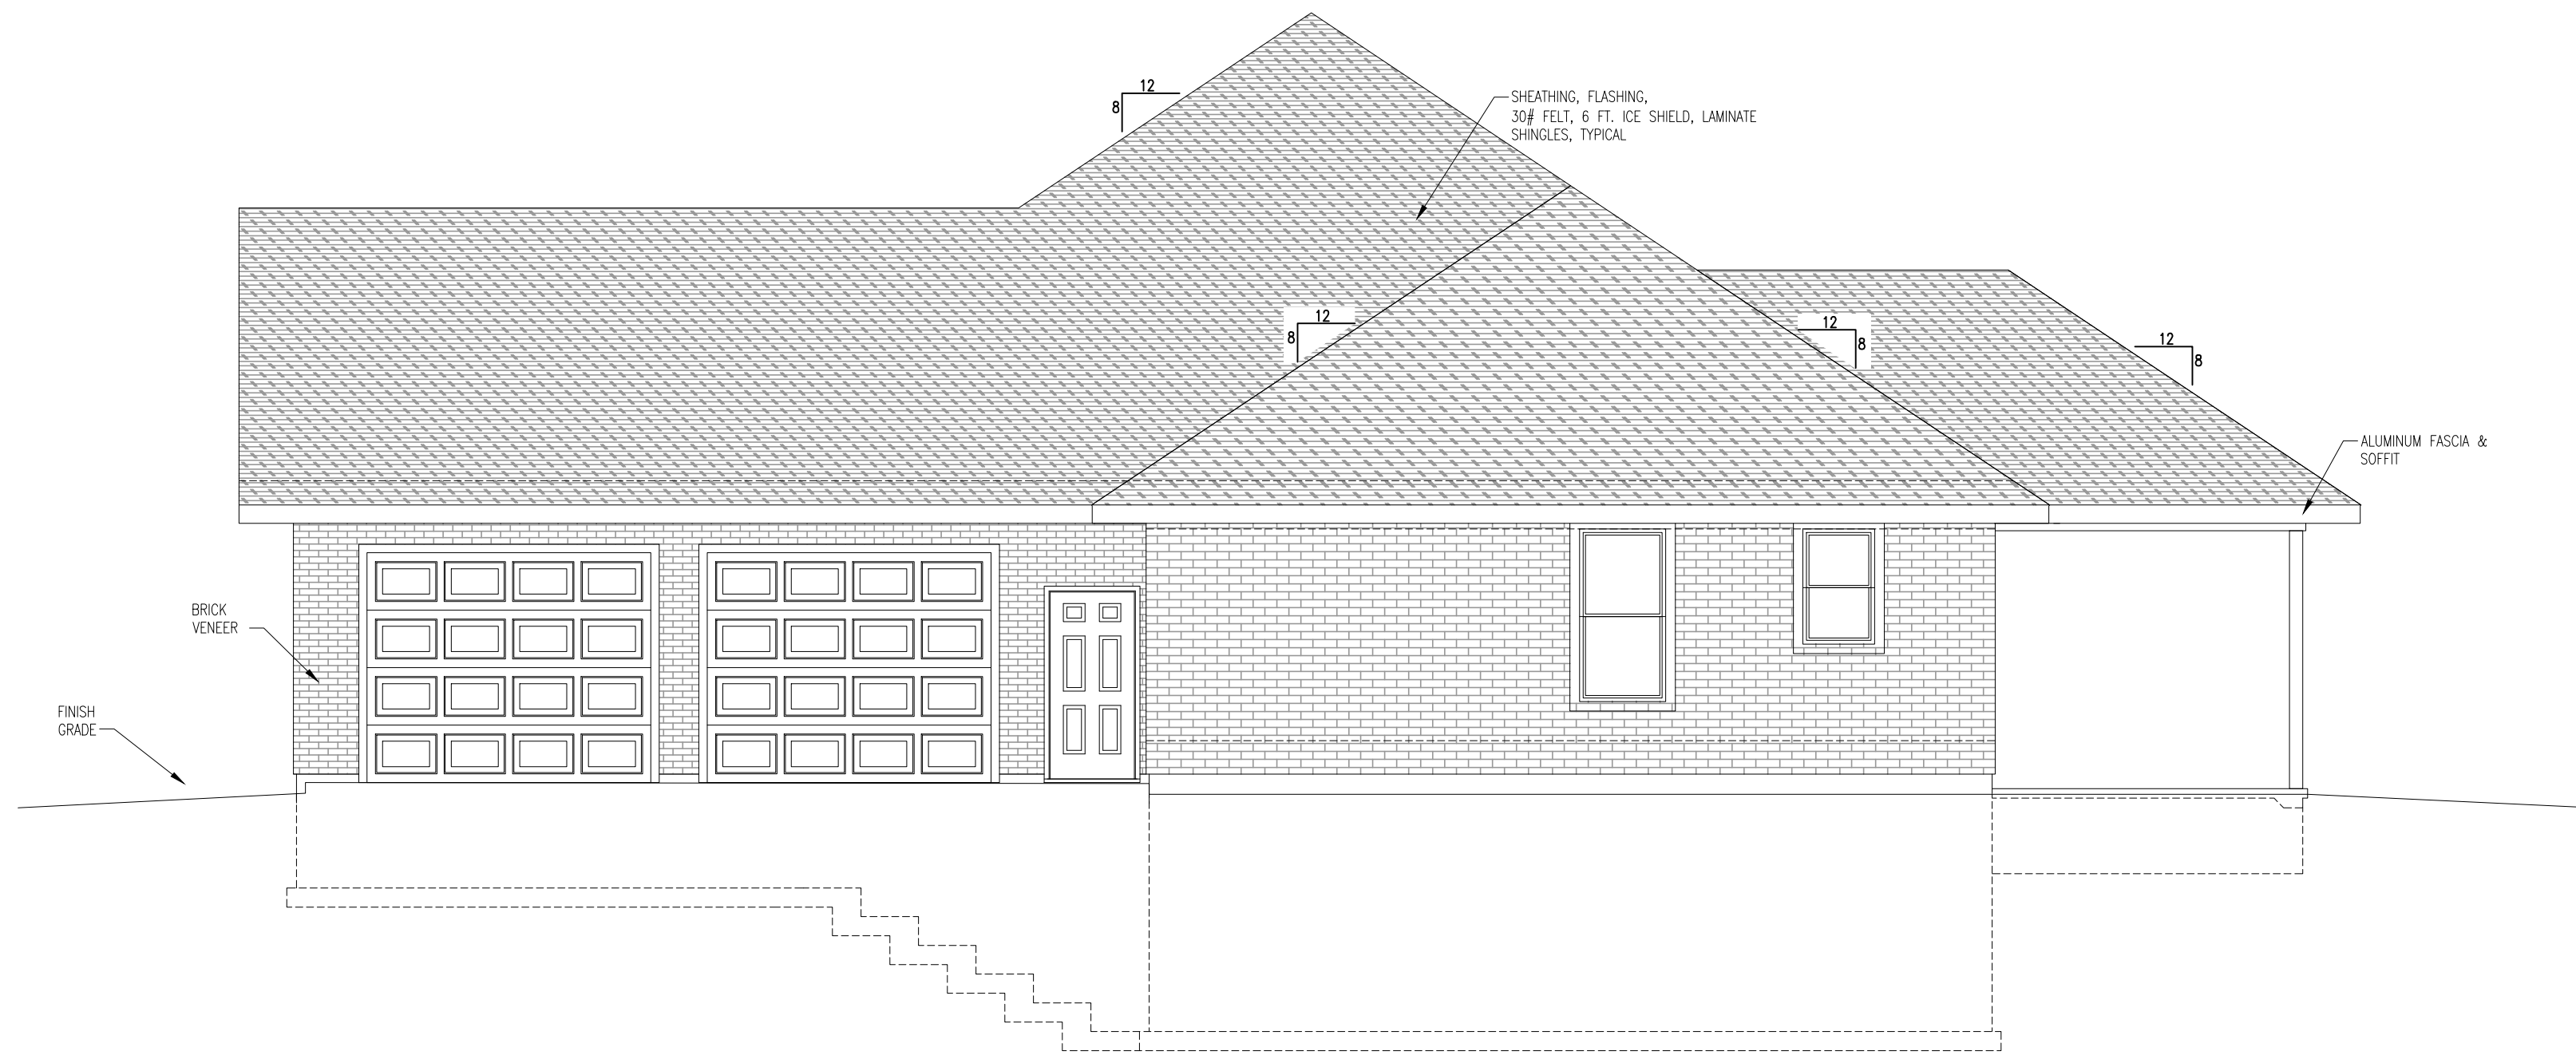 12
8
SHEATHING, FLASHING,
30# FELT, 6 FT. ICE SHIELD, LAMINATE
SHINGLES, TYPICAL
12
8
12
8
12
8
ALUMINUM FASCIA &
SOFFIT
BRICK
VENEER
FINISH
GRADE